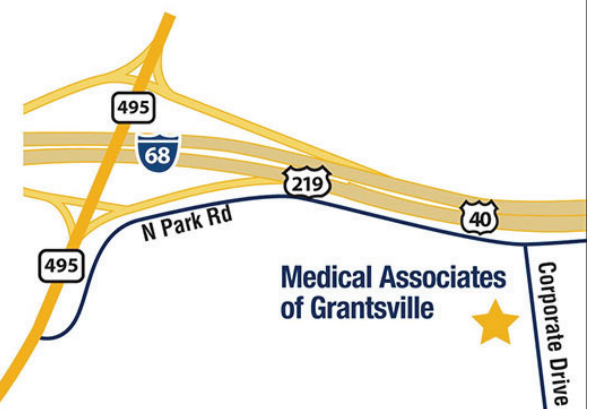 495
68
219
40
N Park Rd
495
Medical Associates
of Grantsville
Corporate Drive